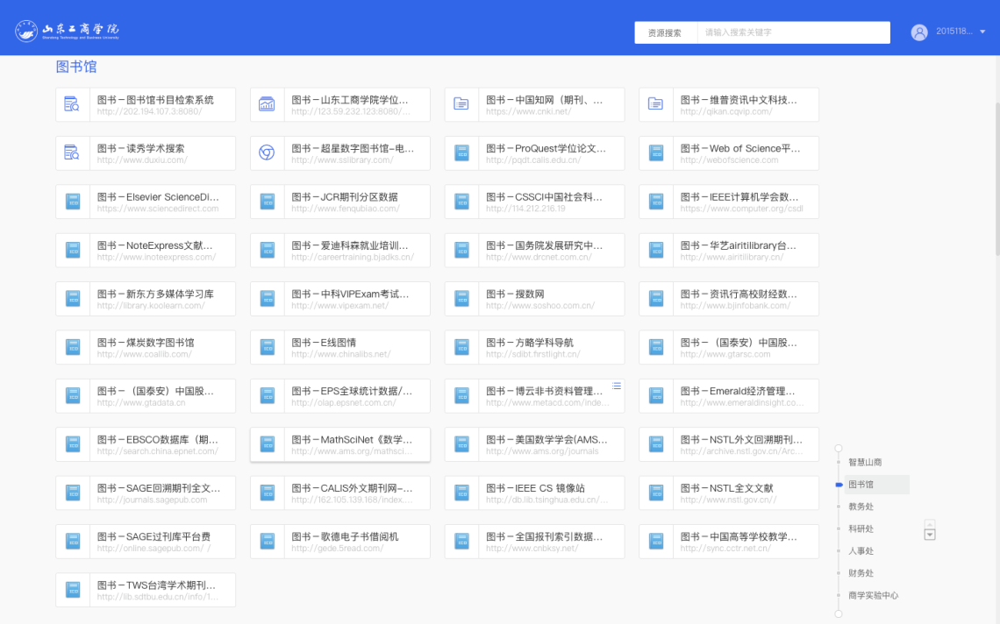 山东工商学院
Shandong Technology and Business University
资源搜索
请输入搜索关键字
2015118...
图书馆
图书－图书馆书目检索系统
http://202.194.107.3:8080/
图书－山东工商学院学位...
http://123.59.232.123:8080/...
图书－中国知网（期刊、...
https://www.cnki.net/
图书－维普资讯中文科技...
http://qikan.cqvip.com/
图书－读秀学术搜索
http://www.duxiu.com/
图书－超星数字图书馆-电...
http://www.sslibrary.com/
图书－ProQuest学位论文...
http://pqdt.calis.edu.cn/
图书－Web of Science平...
http://webofscience.com
图书－Elsevier ScienceDi...
https://www.sciencedirect.com
图书－JCR期刊分区数据
http://www.fenqubiao.com/
图书－CSSCI中国社会科...
http://114.212.216.19
图书－IEEE计算机学会数...
https://www.computer.org/csdl
图书－NoteExpress文献...
http://www.inoteexpress.com/
图书－爱迪科森就业培训...
http://careertraining.bjadks.cn/
图书－国务院发展研究中...
http://www.drcnet.com.cn/
图书－华艺airitilibrary台...
http://www.airitilibrary.cn/
图书－新东方多媒体学习库
http://library.koolearn.com/
图书－中科VIPExam考试...
http://www.vipexam.net/
图书－搜数网
http://www.soshoo.com.cn/
图书－资讯行高校财经数...
http://www.bjinfobank.com/
图书－煤炭数字图书馆
http://www.coallib.com/
图书－E线图情
http://www.chinalibs.net/
图书－方略学科导航
http://sdibt.firstlight.cn/
图书－（国泰安）中国股...
http://www.gtarsc.com
图书－（国泰安）中国股...
http://www.gtadata.cn
图书－EPS全球统计数据/...
http://olap.epsnet.com.cn/
图书－博云非书资料管理...
http://www.metacd.com/inde...
图书－Emerald经济管理...
http://www.emeraldinsight.co...
图书－EBSCO数据库（期...
http://search.china.epnet.com/
图书－MathSciNet《数学...
http://www.ams.org/mathsci...
图书－美国数学学会(AMS...
http://www.ams.org/journals
图书－NSTL外文回溯期刊...
http://archive.nstl.gov.cn/Arc...
图书－SAGE回溯期刊全文...
http://journals.sagepub.com
图书－CALIS外文期刊网-...
http://162.105.139.168/index....
图书－IEEE CS 镜像站
http://db.lib.tsinghua.edu.cn/...
图书－NSTL全文文献
http://www.nstl.gov.cn//
图书－SAGE过刊库平台费
http://online.sagepub.com/ /
图书－歌德电子书借阅机
http://gede.5read.com/
图书－全国报刊索引数据...
http://www.cnbksy.net/
图书－中国高等学校教学...
http://sync.cctr.net.cn/
图书－TWS台湾学术期刊...
http://lib.sdtbu.edu.cn/info/1...
智慧山商
图书馆
教务处
科研处
人事处
财务处
商学实验中心